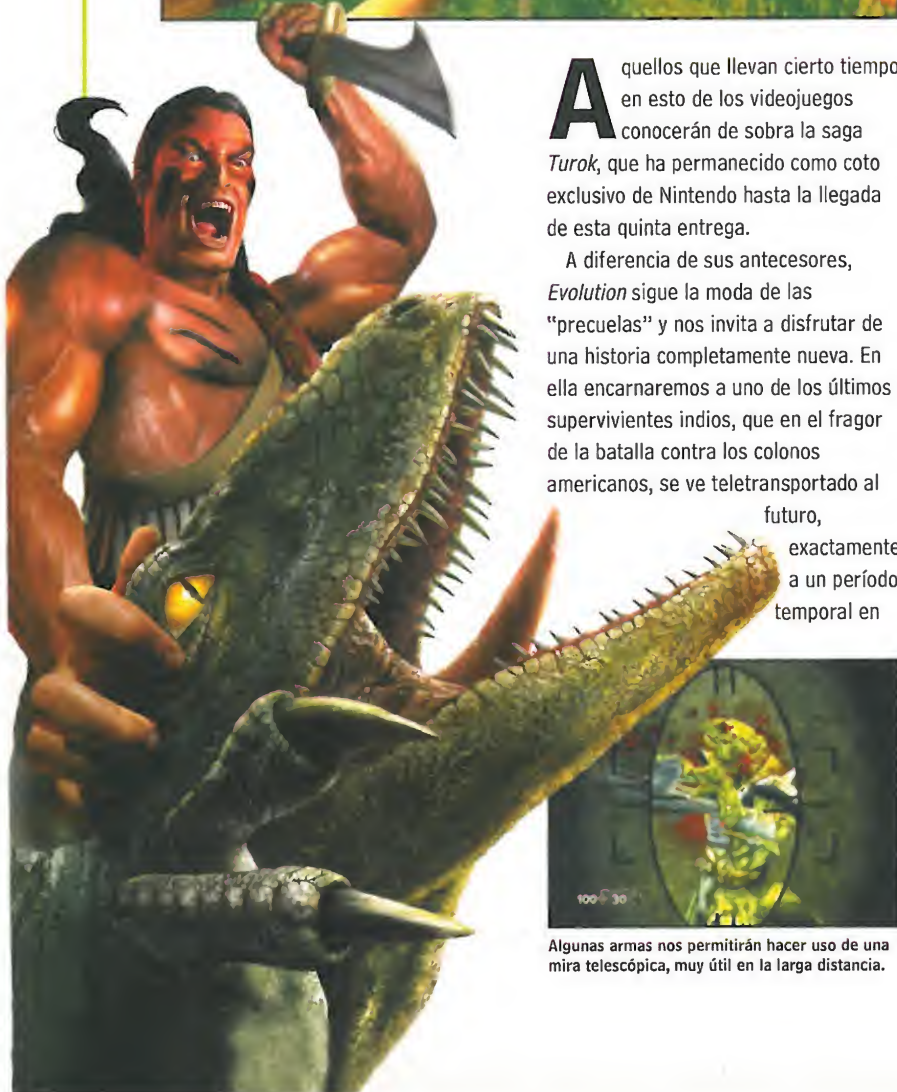 Aquellos que llevan cierto tiempo
en esto de los videojuegos
conocerán de sobra la saga
Turok, que ha permanecido como coto
exclusivo de Nintendo hasta la llegada
de esta quinta entrega.
A diferencia de sus antecesores,
Evolution sigue la moda de las
"precuelas" y nos invita a disfrutar de
una historia completamente nueva. En
ella encarnaremos a uno de los últimos
supervivientes indios, que en el fragor
de la batalla contra los colonos
americanos, se ve teletransportado al
futuro,
exactamente
a un período
temporal en
100 30
Algunas armas nos permitirán hacer uso de una
mira telescópica, muy útil en la larga distancia.